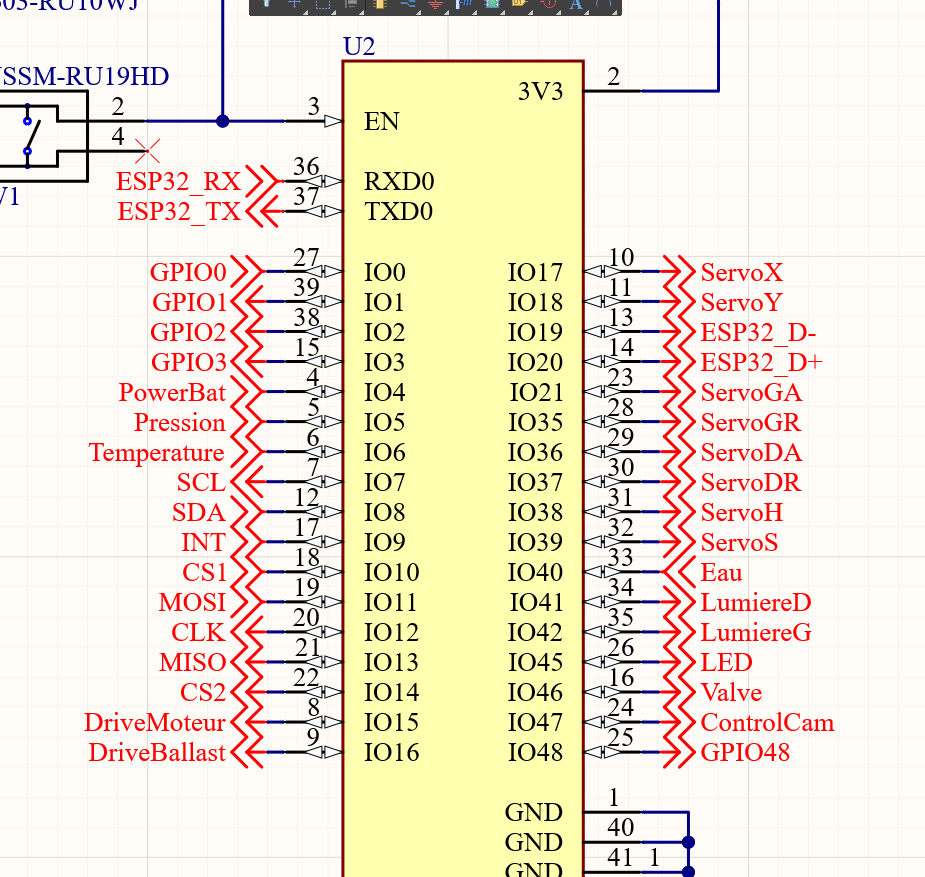 U2
SSM-RU19HD
2
4
3 EN
3V3 2
ESP32_RX 36 RXD0
ESP32_TX 37 TXD0
GPIO0 27 IO0 IO17 10 ServoX
GPIO1 39 IO1 IO18 11 ServoY
GPIO2 38 IO2 IO19 13 ESP32_D-
GPIO3 15 IO3 IO20 14 ESP32_D+
PowerBat 4 IO4 IO21 23 ServoGA
Pression 5 IO5 IO35 28 ServoGR
Temperature 6 IO6 IO36 29 ServoDA
SCL 7 IO7 IO37 30 ServoDR
SDA 12 IO8 IO38 31 ServoH
INT 17 IO9 IO39 32 ServoS
CS1 18 IO10 IO40 33 Eau
MOSI 19 IO11 IO41 34 LumiereD
CLK 20 IO12 IO42 35 LumiereG
MISO 21 IO13 IO45 26 LED
CS2 22 IO14 IO46 16 Valve
DriveMoteur 8 IO15 IO47 24 ControlCam
DriveBallast 9 IO16 IO48 25 GPIO48
GND 1
GND 40
GND 41 1